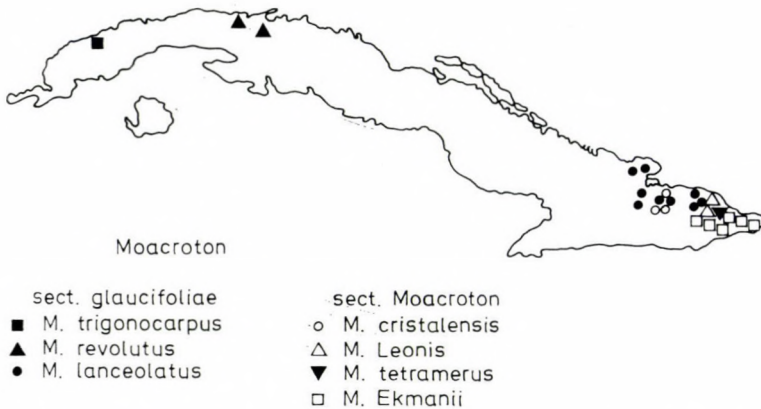 Moacroton
sect. glaucifoliae
M. trigonocarpus
M. revolutus
M. lanceolatus
sect. Moacroton
M. cristalensis
M. Leonis
M. tetramerus
M. Ekmanii